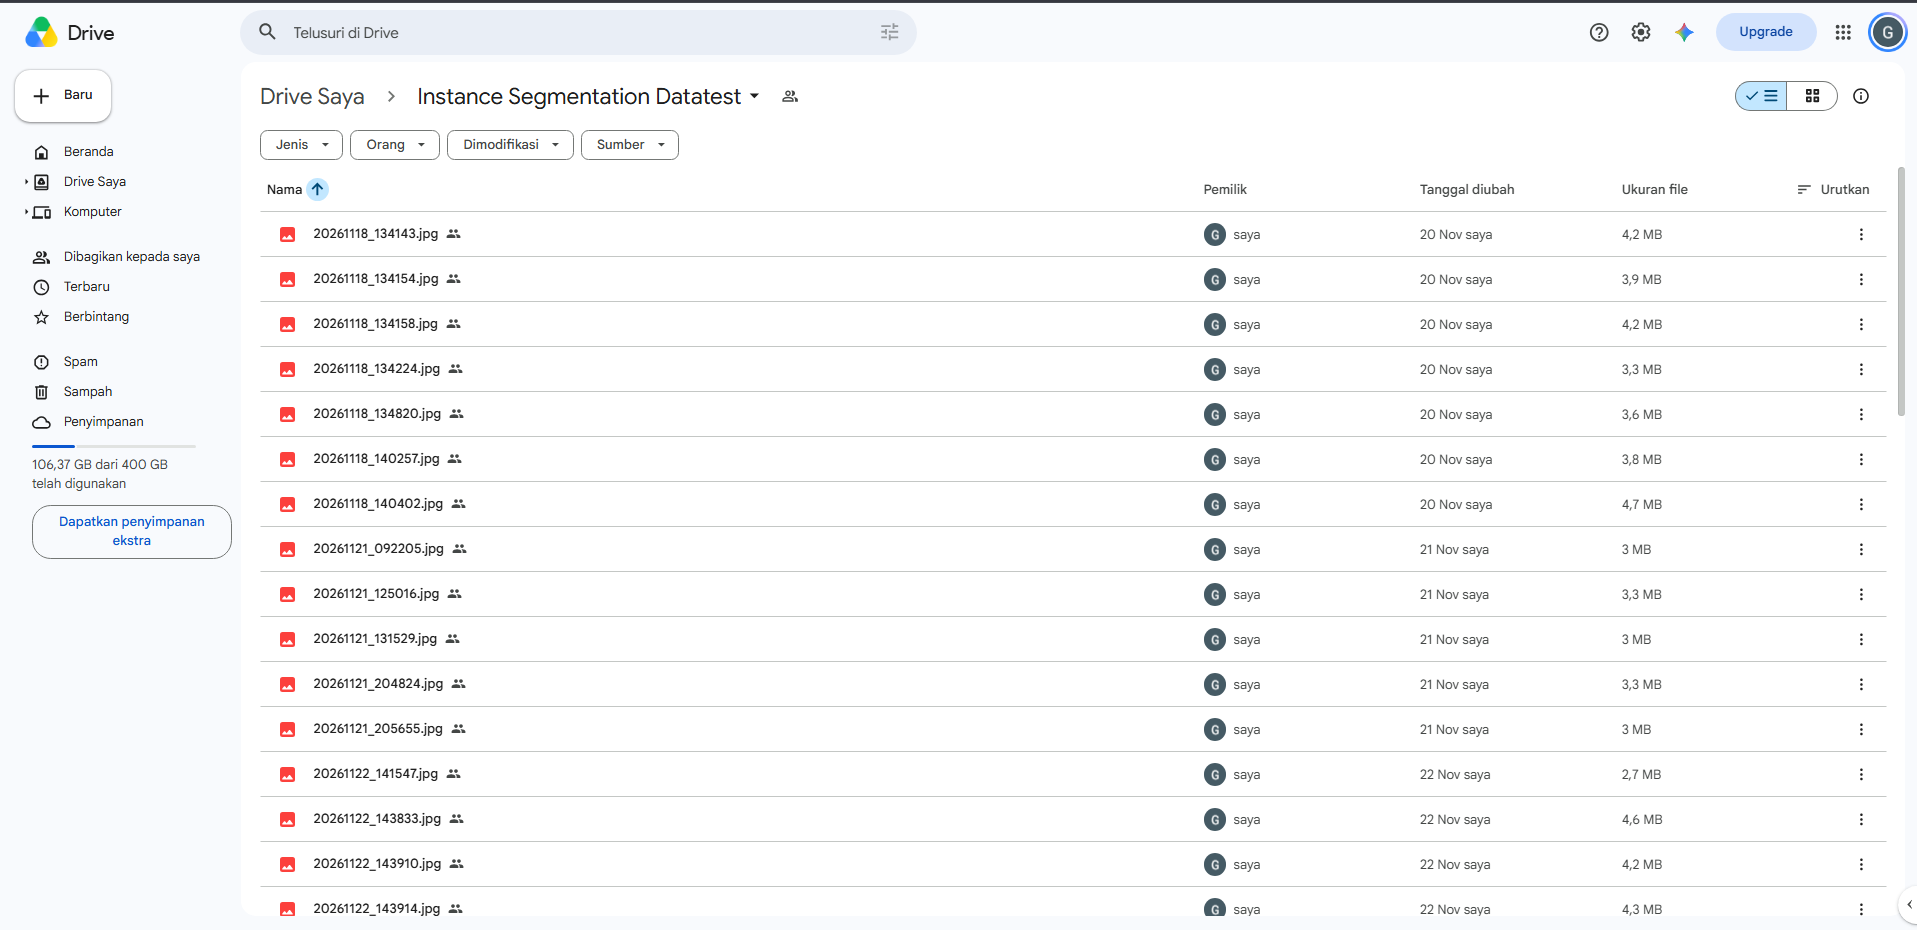 Drive
Telusuri di Drive
Upgrade
G
Baru
Beranda
Drive Saya
Komputer
Dibagikan kepada saya
Terbaru
Berbintang
Spam
Sampah
Penyimpanan
106,37 GB dari 400 GB
telah digunakan
Dapatkan penyimpanan
ekstra
Drive Saya > Instance Segmentation Datatest
Jenis Orang Dimodifikasi Sumber
Nama Pemilik Tanggal diubah Ukuran file Urutkan
20261118_134143.jpg G saya 20 Nov saya 4,2 MB
20261118_134154.jpg G saya 20 Nov saya 3,9 MB
20261118_134158.jpg G saya 20 Nov saya 4,2 MB
20261118_134224.jpg G saya 20 Nov saya 3,3 MB
20261118_134820.jpg G saya 20 Nov saya 3,6 MB
20261118_140257.jpg G saya 20 Nov saya 3,8 MB
20261118_140402.jpg G saya 20 Nov saya 4,7 MB
20261121_092205.jpg G saya 21 Nov saya 3 MB
20261121_125016.jpg G saya 21 Nov saya 3,3 MB
20261121_131529.jpg G saya 21 Nov saya 3 MB
20261121_204824.jpg G saya 21 Nov saya 3,3 MB
20261121_205655.jpg G saya 21 Nov saya 3 MB
20261122_141547.jpg G saya 22 Nov saya 2,7 MB
20261122_143833.jpg G saya 22 Nov saya 4,6 MB
20261122_143910.jpg G saya 22 Nov saya 4,2 MB
20261122_143914.jpg G saya 22 Nov saya 4,3 MB